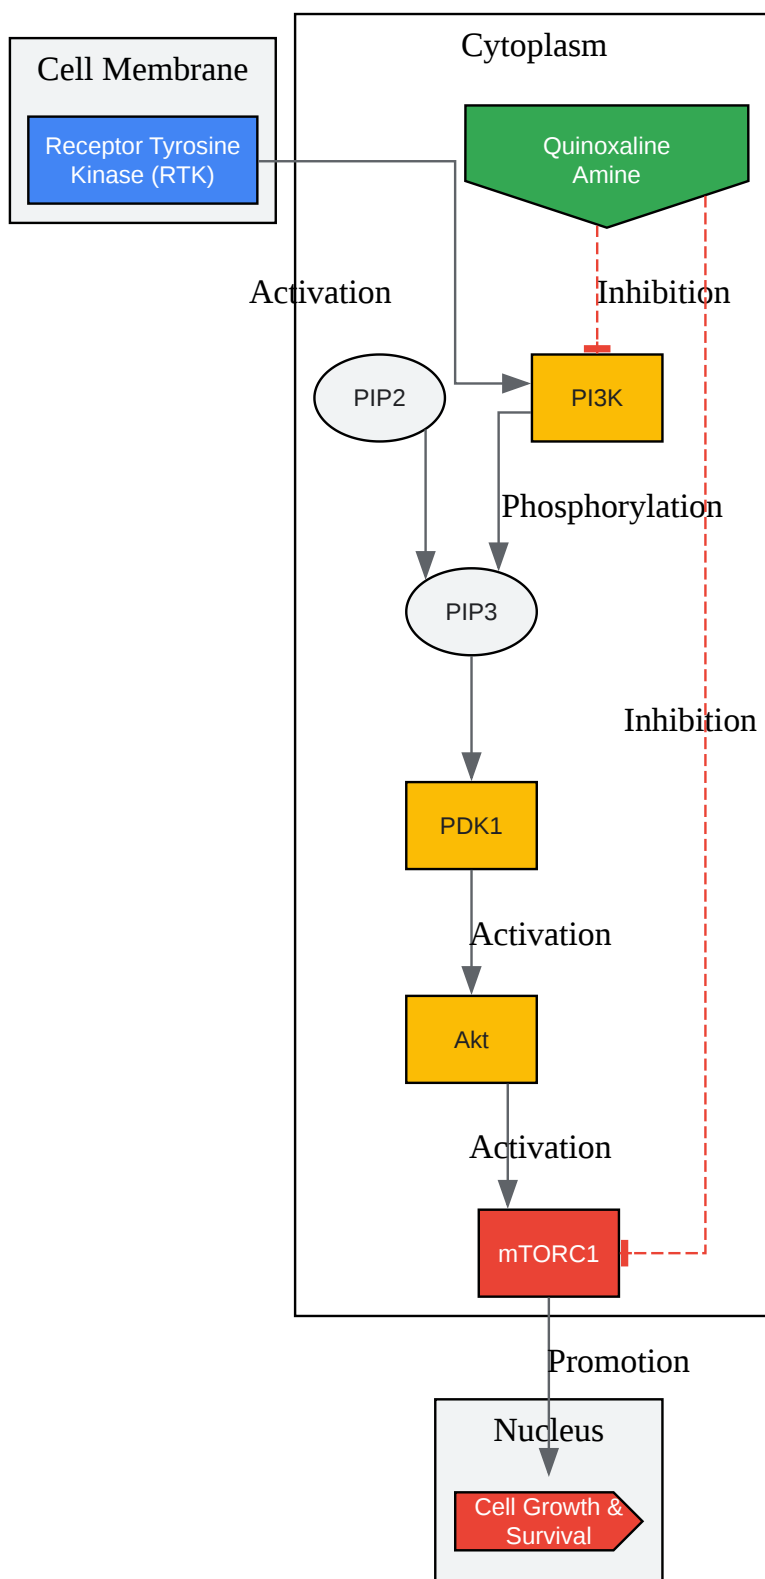 Cytoplasm
Cell Membrane
Receptor Tyrosine
Kinase (RTK)
Quinoxaline
Amine
Activation
Inhibition
PIP2
PI3K
Phosphorylation
PIP3
Inhibition
PDK1
Activation
Akt
Activation
mTORC1
Promotion
Nucleus
Cell Growth &
Survival